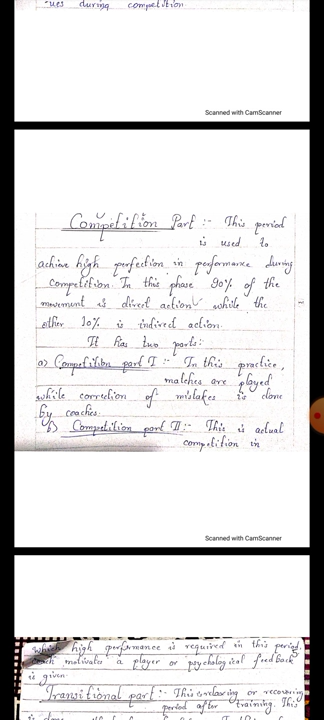 ues during competition
Scanned with CamScanner
Competition Part :- This period
is used to
achieve high perfection in performance during
competition. In this phase 90% of the
movement is direct action while the
other 10% is indirect action.
It has two parts:
a) Competition part I :- In this practice,
matches are played
while correction of mistakes is done
by coaches.
b) Competition part II :- This is actual
competition in
Scanned with CamScanner
which high performance is required in this period.
Coach motivates a player or psychological feedback
is given.
Transitional part :- This relaxing or recovering
period after training. This